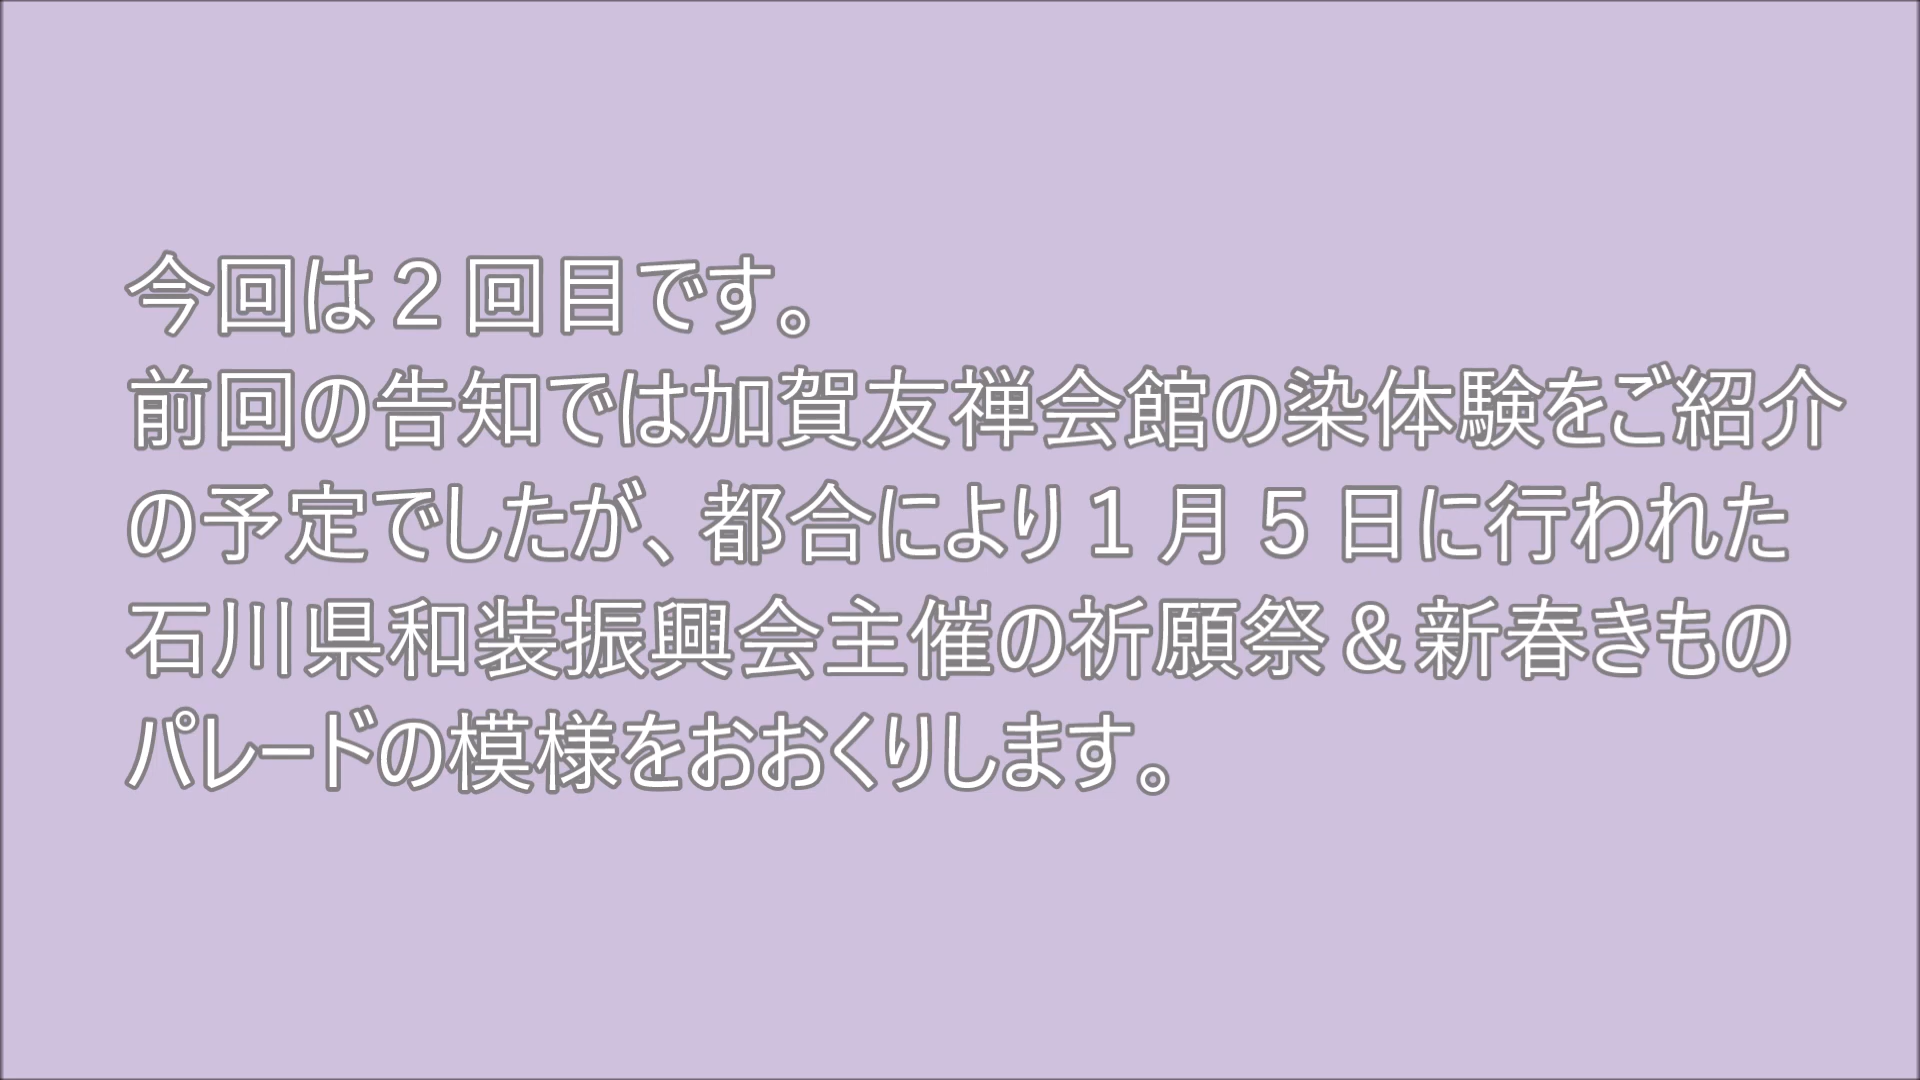 今回は２回目です。
前回の告知では加賀友禅会館の染体験をご紹介
の予定でしたが、都合により１月５日に行われた
石川県和装振興会主催の祈願祭＆新春きもの
パレードの模様をおおくりします。